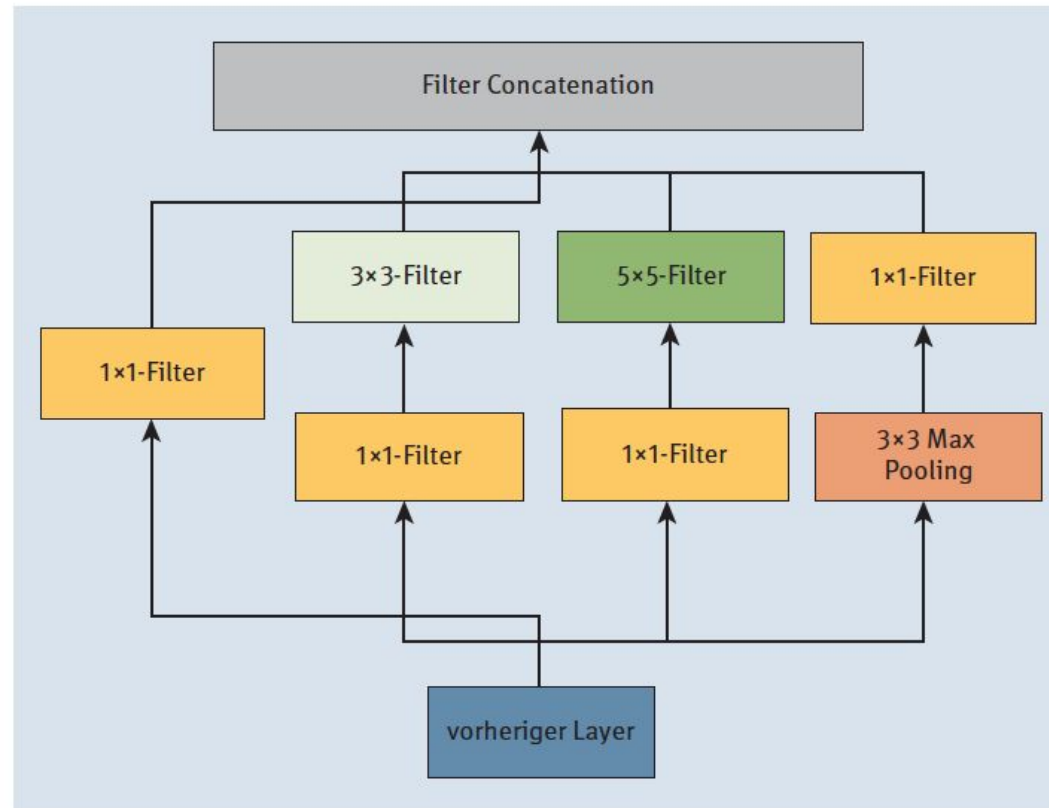 Filter Concatenation
3×3-Filter
5×5-Filter
1×1-Filter
1×1-Filter
1×1-Filter
1×1-Filter
3×3 Max
Pooling
vorheriger Layer